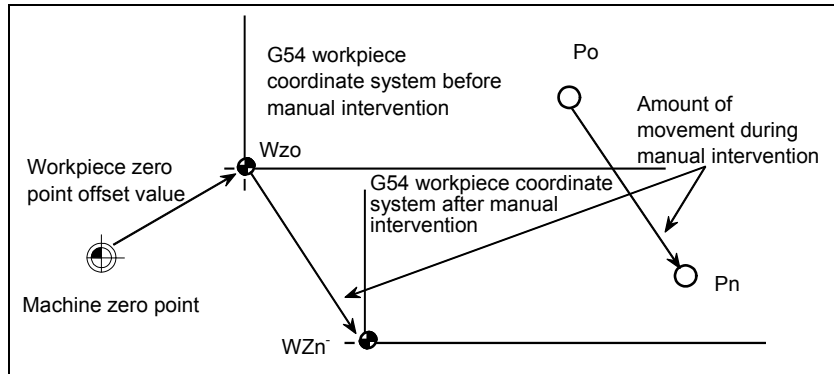 G54 workpiece
coordinate system before
manual intervention
Po
Amount of
movement during
manual intervention
Wzo
Workpiece zero
point offset value
G54 workpiece coordinate
system after manual
intervention
Machine zero point
Pn
WZn-